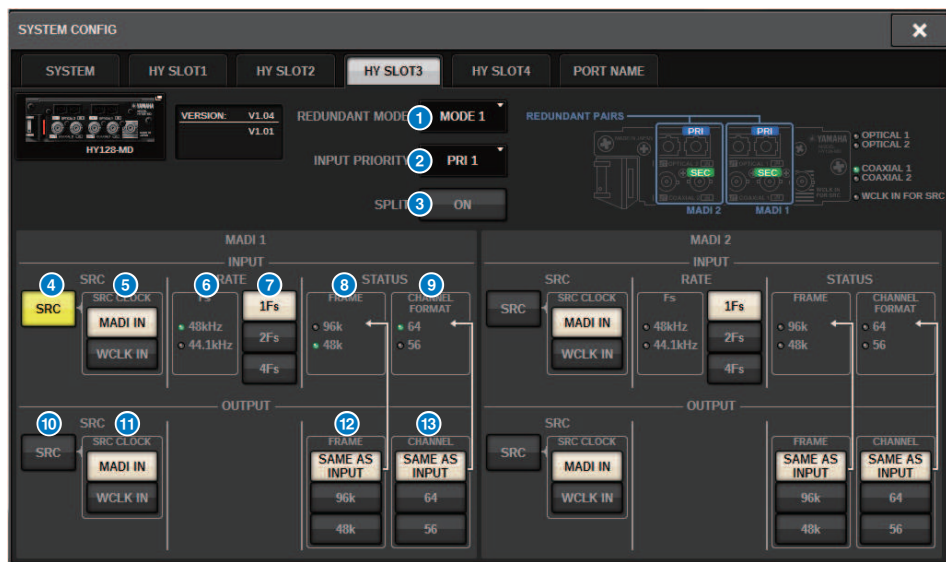 SYSTEM CONFIG
SYSTEM HY SLOT1 HY SLOT2 HY SLOT3 HY SLOT4 PORT NAME
HY128-MD
VERSION: V1.04
V1.01
REDUNDANT MODE 1 MODE 1
INPUT PRIORITY 2 PRI 1
SPLIT 3 ON
REDUNDANT PAIRS
PRI PRI
SEC SEC
MADI 2 MADI 1
YAMAHA
OPTICAL 1
OPTICAL 2
COAXIAL 1
COAXIAL 2
WCLK IN FOR SRC
MADI 1
INPUT
SRC RATE STATUS
4 5 6 7 8 9
SRC SRC CLOCK Fs 1Fs FRAME CHANNEL FORMAT
MADI IN 48kHz 2Fs 96k 64
WCLK IN 44.1kHz 4Fs 48k 56
OUTPUT
10 11 12 13
SRC
SRC SRC CLOCK FRAME CHANNEL
MADI IN SAME AS INPUT SAME AS INPUT
WCLK IN 96k 64
48k 56
MADI 2
INPUT
SRC RATE STATUS
SRC SRC CLOCK Fs 1Fs FRAME CHANNEL FORMAT
MADI IN 48kHz 2Fs 96k 64
WCLK IN 44.1kHz 4Fs 48k 56
OUTPUT
SRC
SRC SRC CLOCK FRAME CHANNEL
MADI IN SAME AS INPUT SAME AS INPUT
WCLK IN 96k 64
48k 56